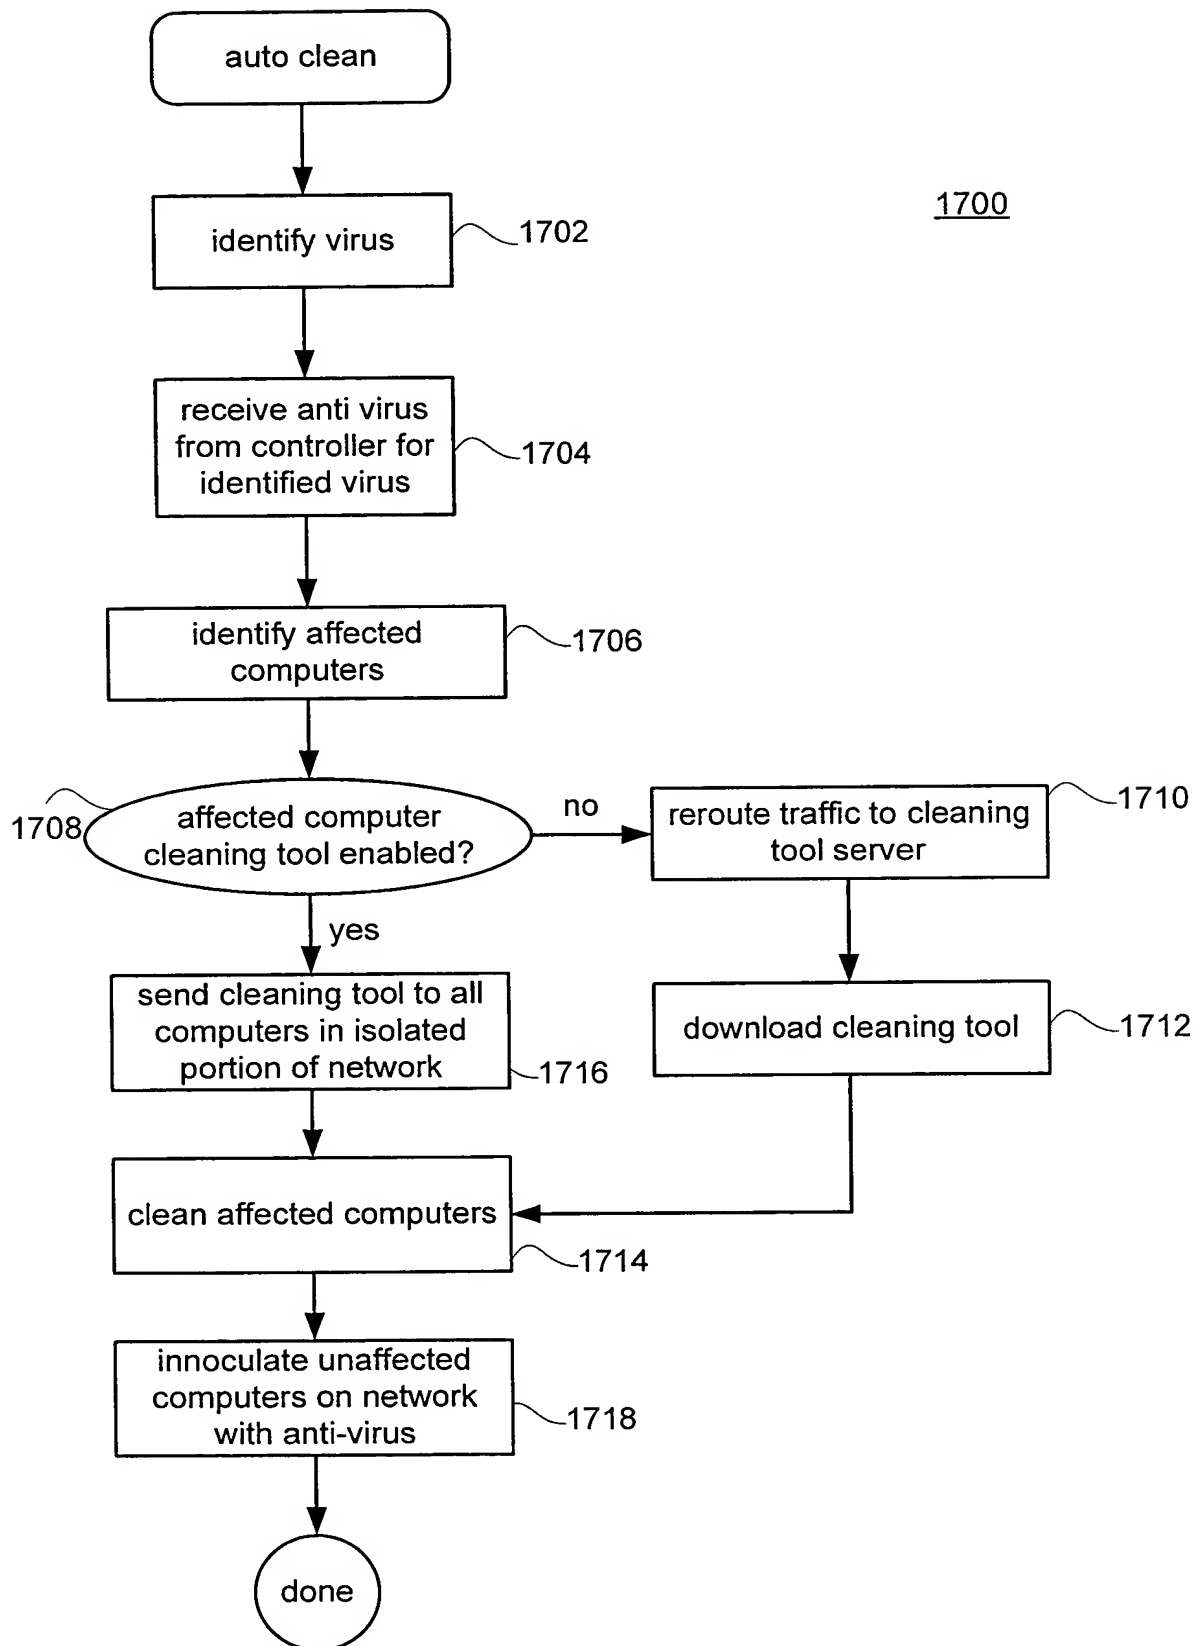 auto clean
1700
identify virus
1702
receive anti virus
from controller for
identified virus
1704
identify affected
computers
1706
1708
affected computer
cleaning tool enabled?
no
reroute traffic to cleaning
tool server
1710
yes
send cleaning tool to all
computers in isolated
portion of network
1716
download cleaning tool
1712
clean affected computers
1714
innoculate unaffected
computers on network
with anti-virus
1718
done